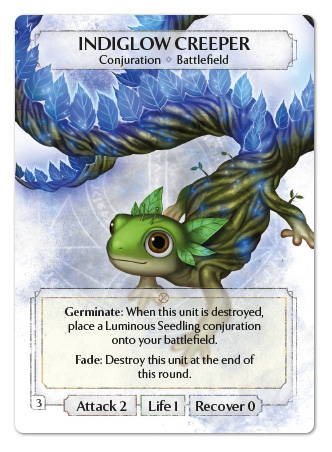 INDIGLOW CREEPER
Conjuration ◇ Battlefield
Germinate: When this unit is destroyed,
place a Luminous Seedling conjuration
onto your battlefield.
Fade: Destroy this unit at the end of
this round.
3
Attack 2
Life 1
Recover 0